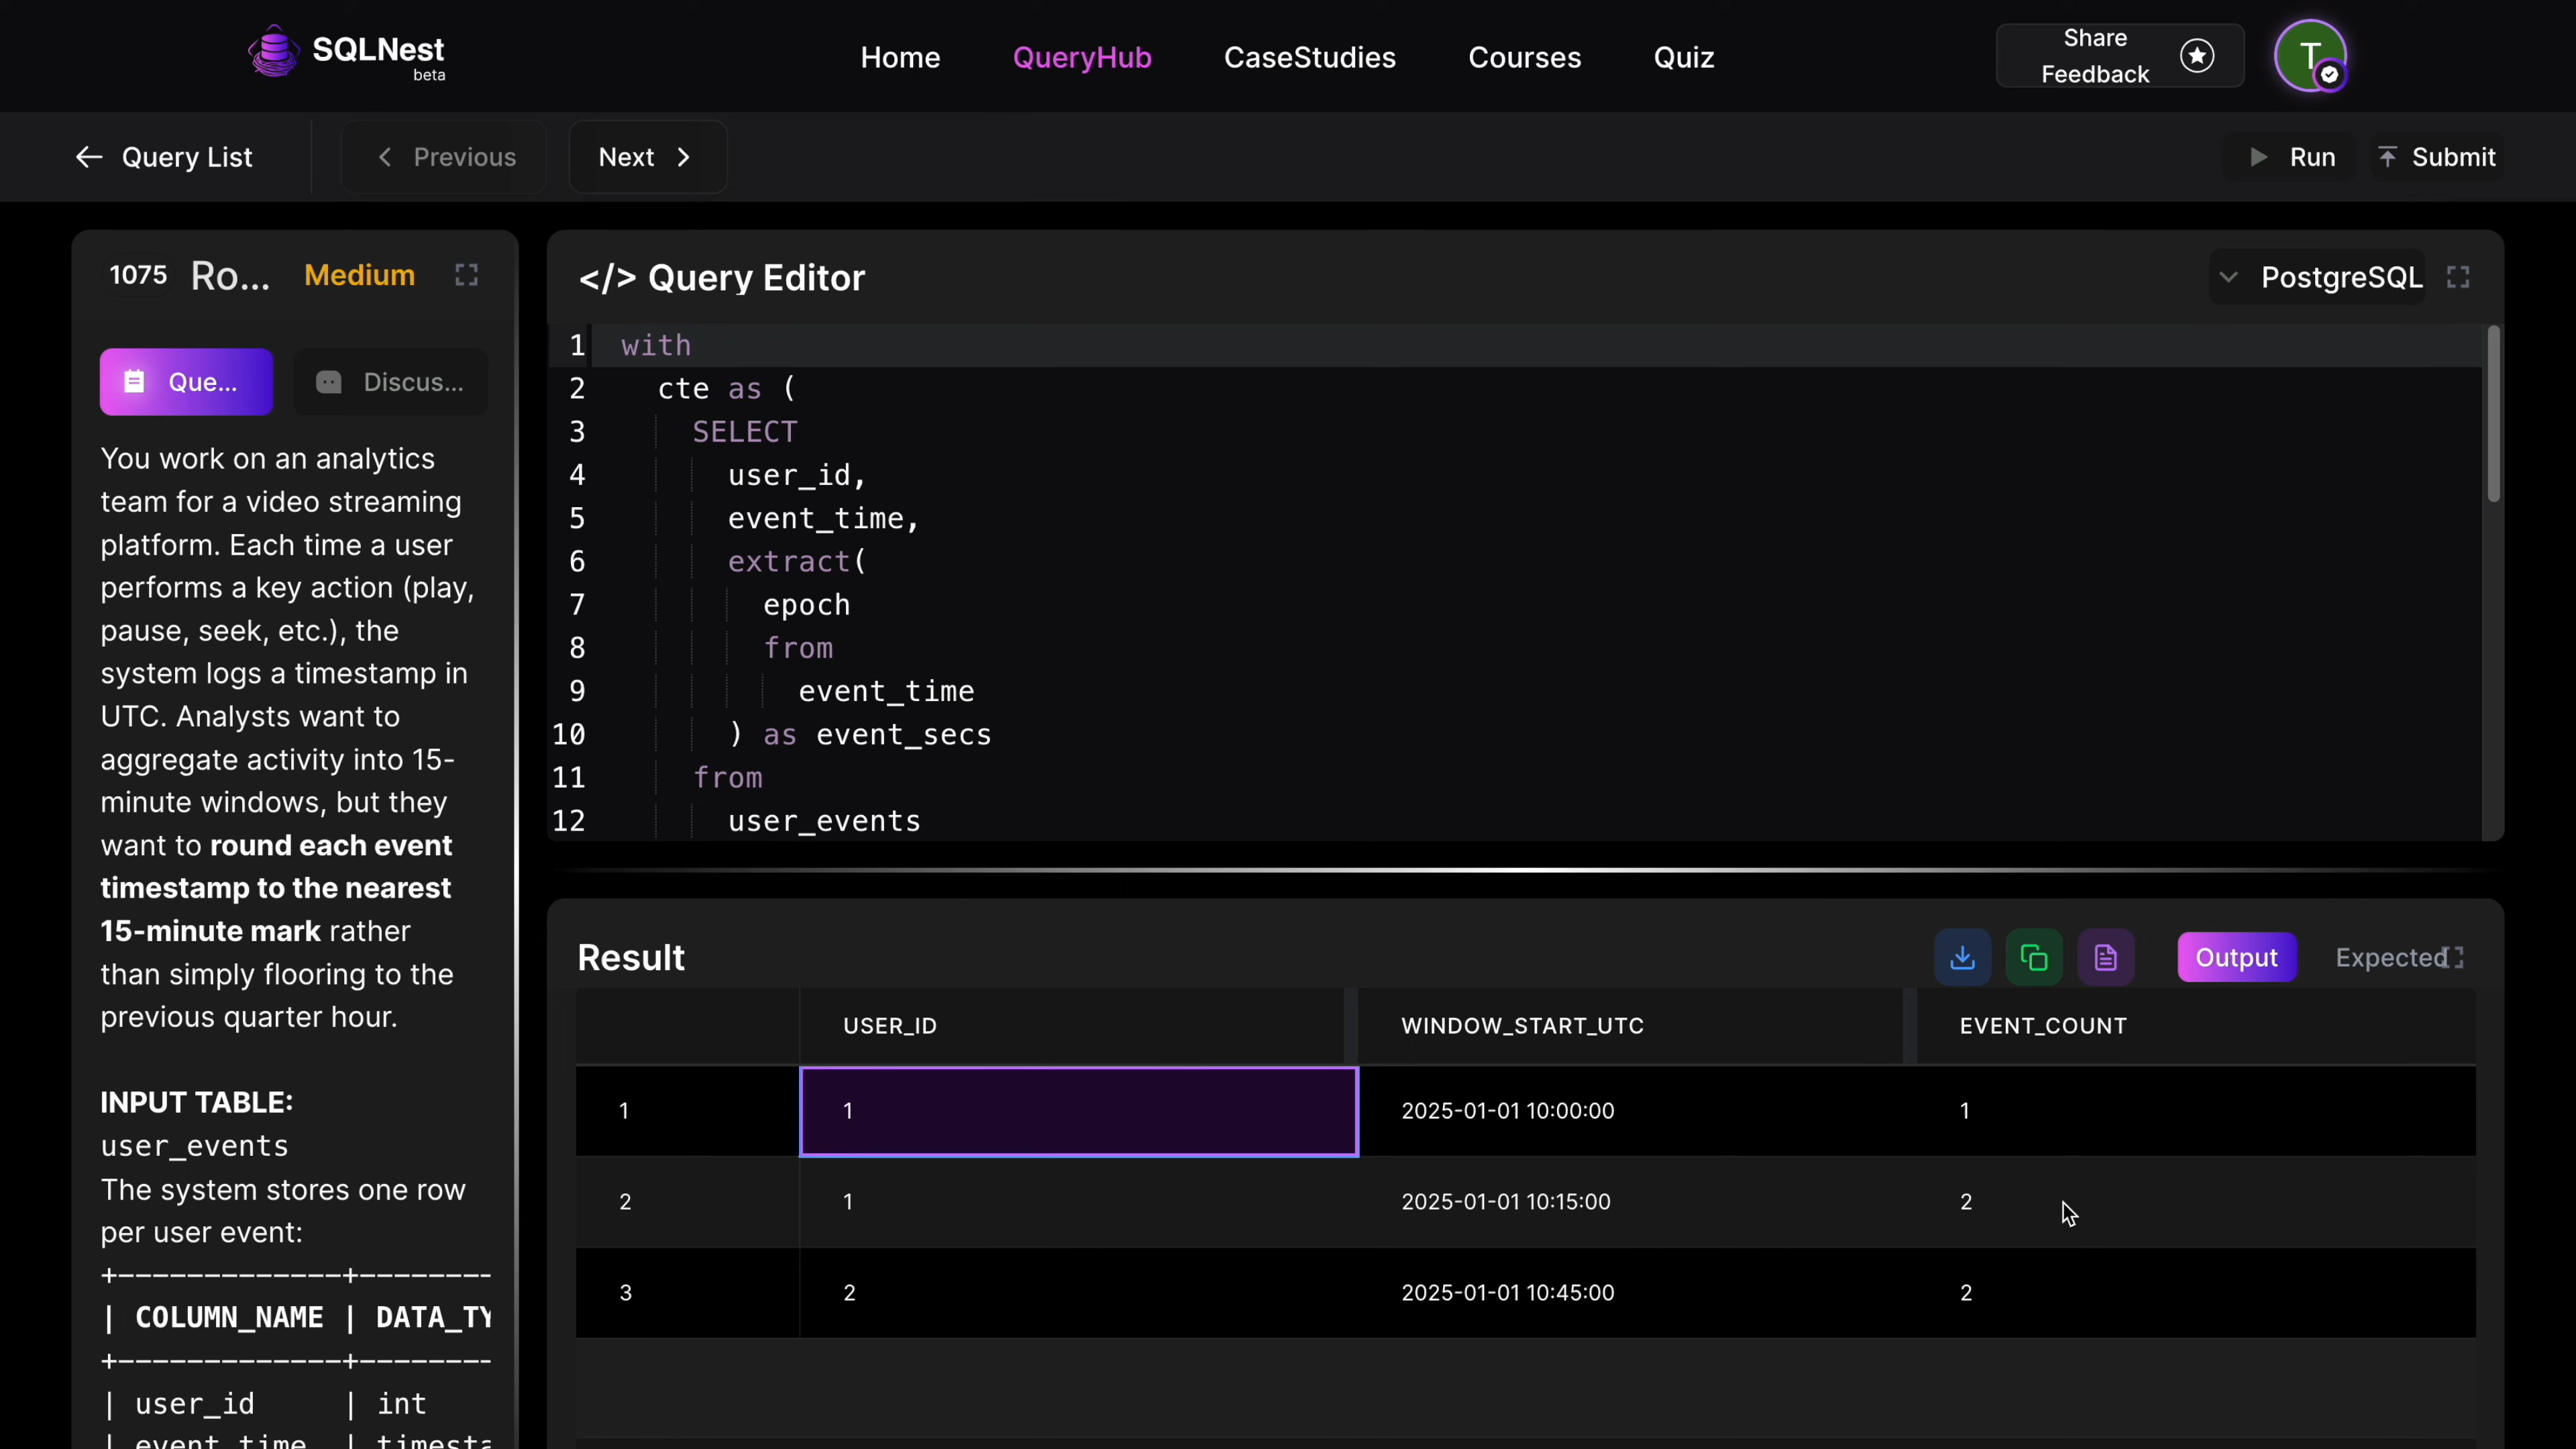 SQLNest
beta
Home
QueryHub
CaseStudies
Courses
Quiz
Share
Feedback
T
Query List
Previous
Next
Run
Submit
1075
Ro...
Medium
Que...
Discus...
You work on an analytics
team for a video streaming
platform. Each time a user
performs a key action (play,
pause, seek, etc.), the
system logs a timestamp in
UTC. Analysts want to
aggregate activity into 15-
minute windows, but they
want to round each event
timestamp to the nearest
15-minute mark rather
than simply flooring to the
previous quarter hour.
INPUT TABLE:
user_events
The system stores one row
per user event:
+-------------+--------
| COLUMN_NAME | DATA_TY
+-------------+--------
| user_id | int
| event_time | timesta
</> Query Editor
PostgreSQL
1 with
2 cte as (
3 SELECT
4 user_id,
5 event_time,
6 extract(
7 epoch
8 from
9 event_time
10 ) as event_secs
11 from
12 user_events
Result
Output
Expected
USER_ID WINDOW_START_UTC EVENT_COUNT
1 1 2025-01-01 10:00:00 1
2 1 2025-01-01 10:15:00 2
3 2 2025-01-01 10:45:00 2